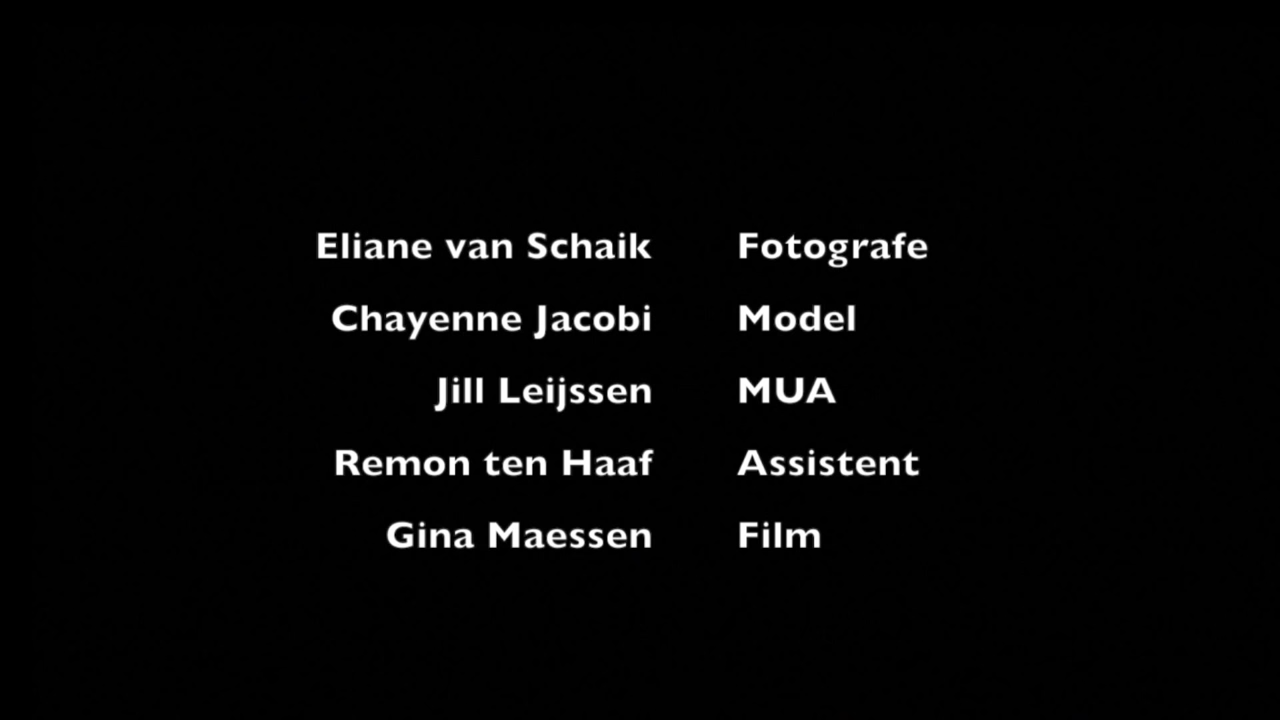 Eliane van Schaik Fotografe
Chayenne Jacobi Model
Jill Leijssen MUA
Remon ten Haaf Assistent
Gina Maessen Film